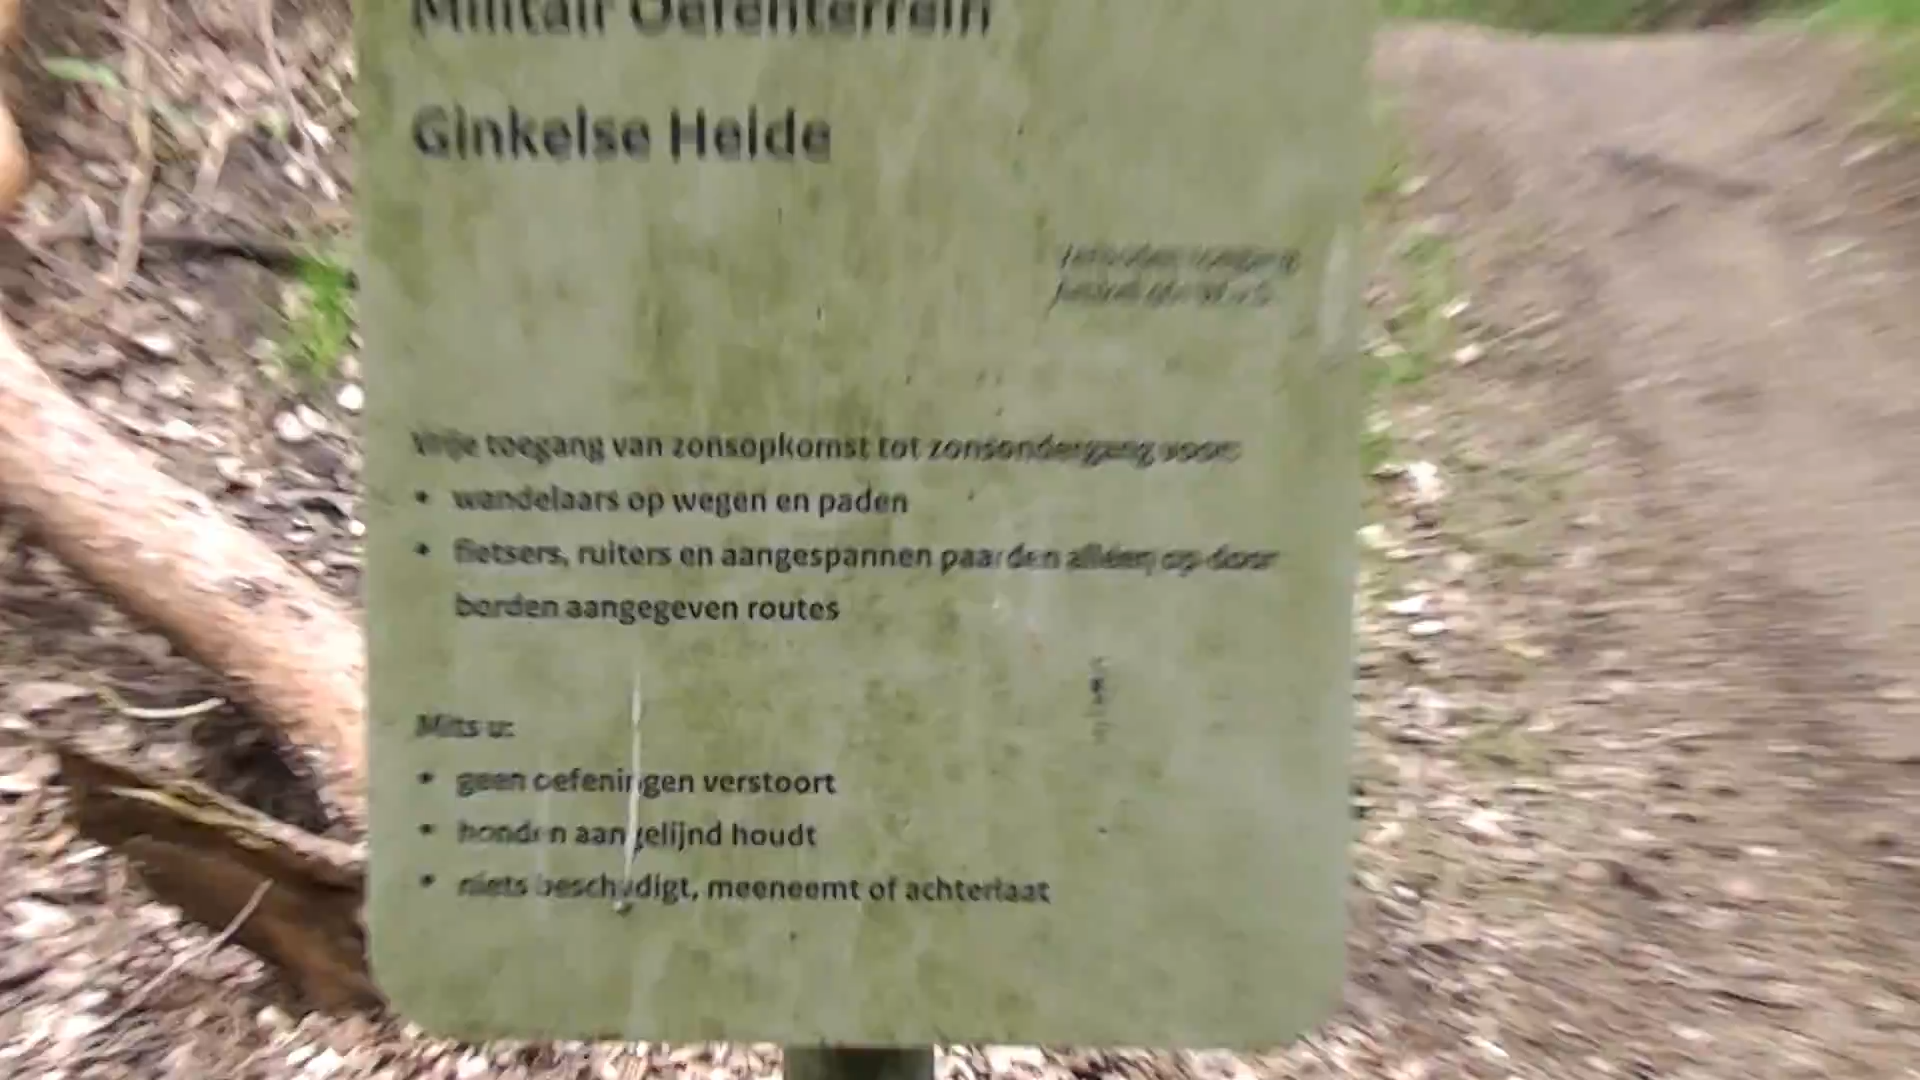 Militair Oefenterrein
Ginkelse Heide
Verboden toegang
Vrije toegang van zonsopkomst tot zonsondergang voor:
• wandelaars op wegen en paden
• fietsers, ruiters en aangespannen paarden alleen op door
borden aangegeven routes
Mits u:
• geen oefeningen verstoort
• honden aangelijnd houdt
• niets beschadigt, meeneemt of achterlaat